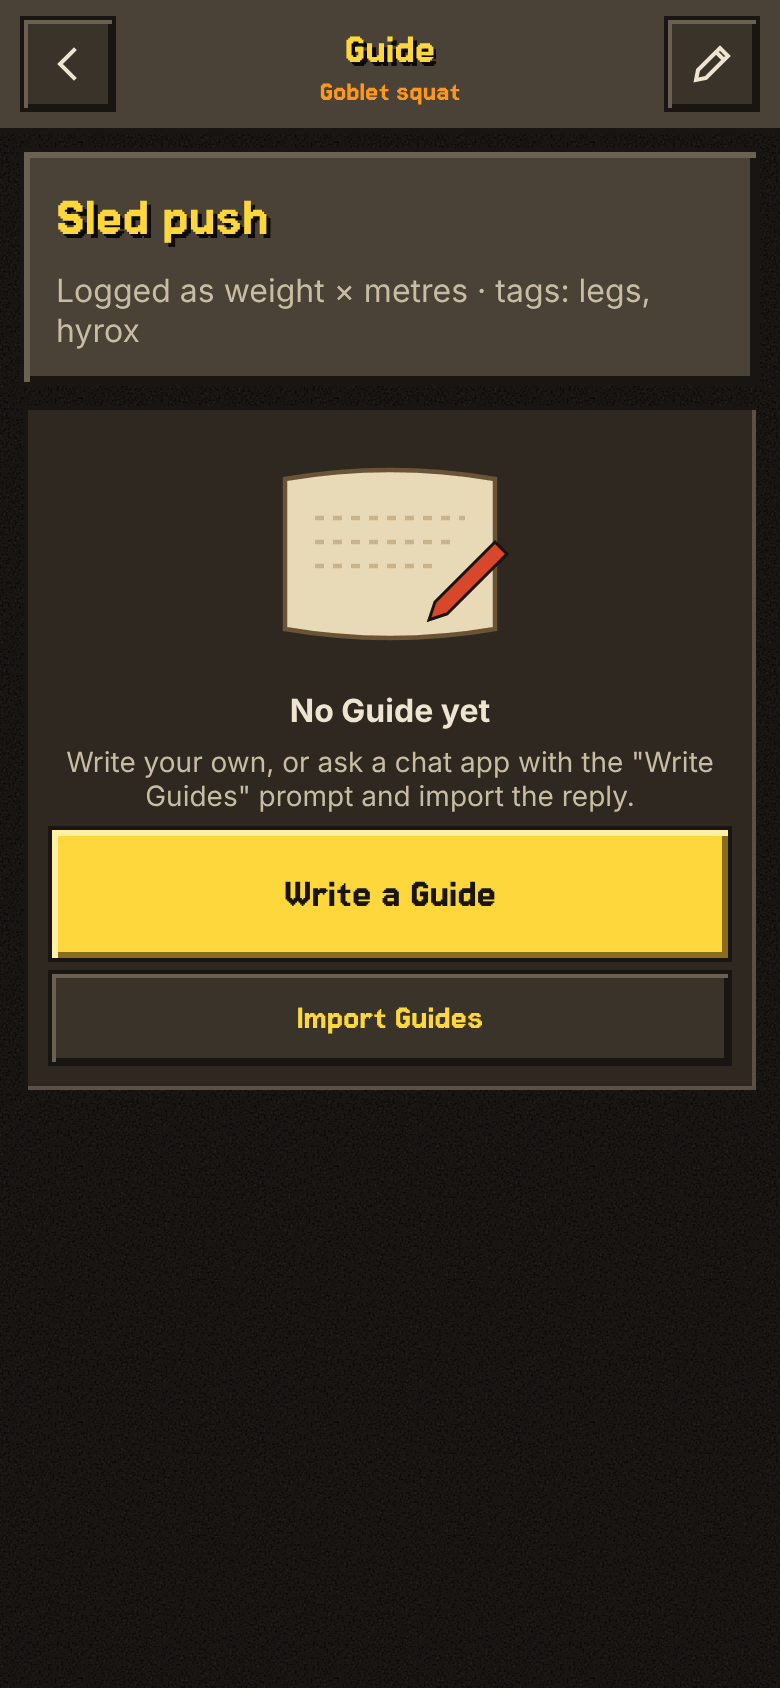 Guide
Goblet squat
Sled push
Logged as weight × metres · tags: legs,
hyrox
No Guide yet
Write your own, or ask a chat app with the "Write
Guides" prompt and import the reply.
Write a Guide
Import Guides